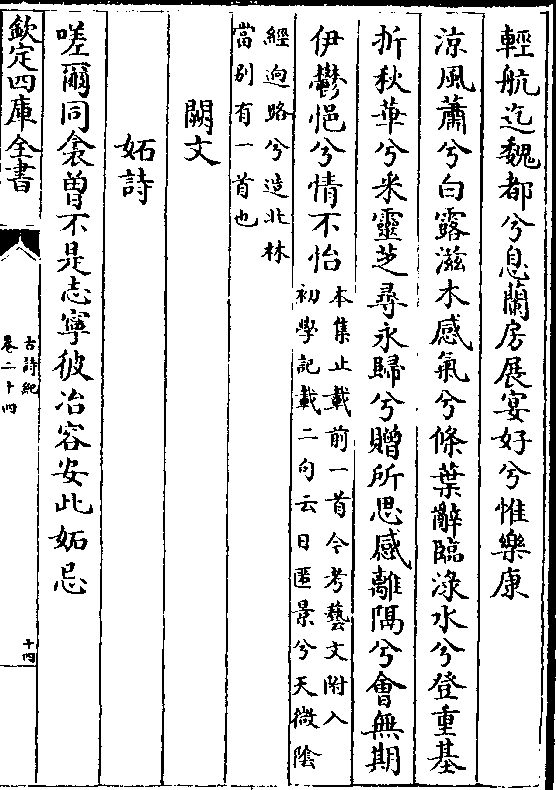 輕航迄魏都兮息蘭房展宴好兮惟樂康
凉風蕭兮白露滋木感氣兮條葉辭臨渌水兮登重基
折秋華兮采靈芝尋永歸兮贈所思感離隅兮會無期
伊鬱悒兮情不怡
本集止載前一首今考藝文附入
初學記載二句云日匿景兮天微陰
經迥路兮造北林
當别有一首也
闕文
妬詩
嗟爾同衾曾不是志寧彼冶容安此妬忌
欽定四庫全書
古詩紀
卷二十四
十四